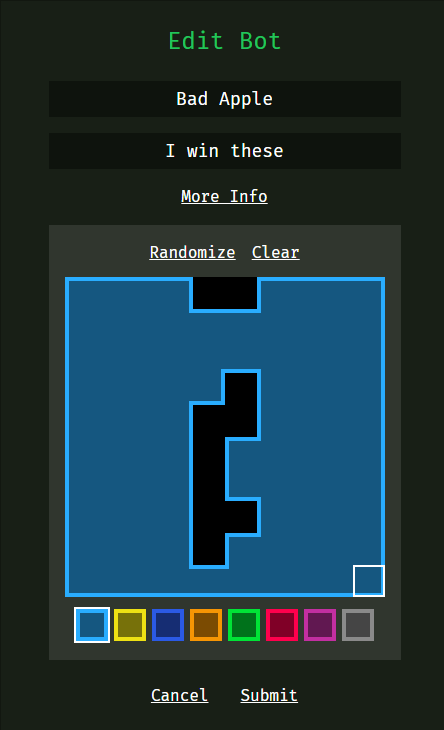 Edit Bot
Bad Apple
I win these
More Info
Randomize Clear
Cancel Submit